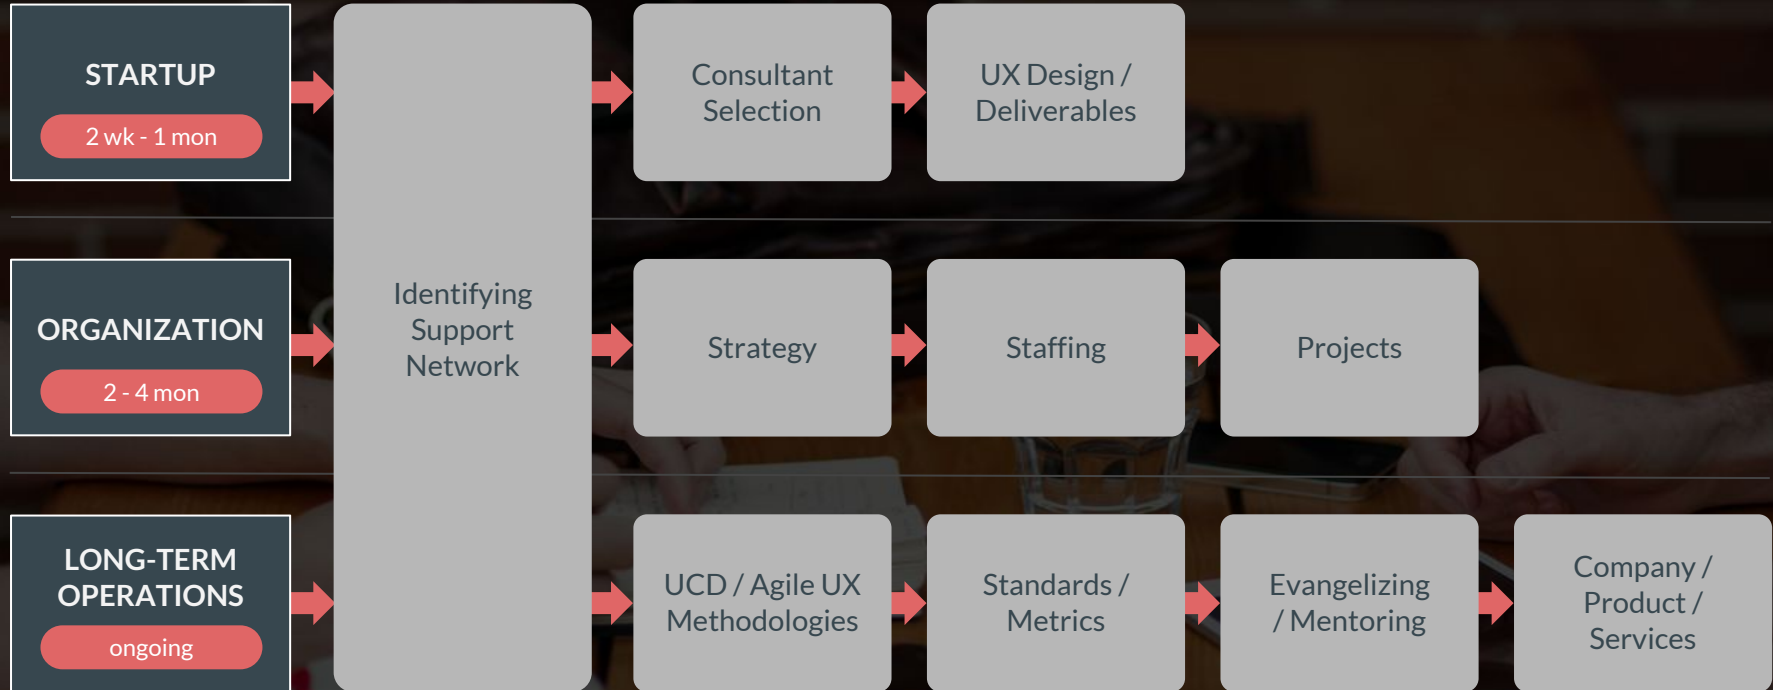 STARTUP
2 wk - 1 mon
Identifying
Support
Network
Consultant
Selection
UX Design /
Deliverables
ORGANIZATION
2 - 4 mon
Strategy
Staffing
Projects
LONG-TERM
OPERATIONS
ongoing
UCD / Agile UX
Methodologies
Standards /
Metrics
Evangelizing
/ Mentoring
Company /
Product /
Services